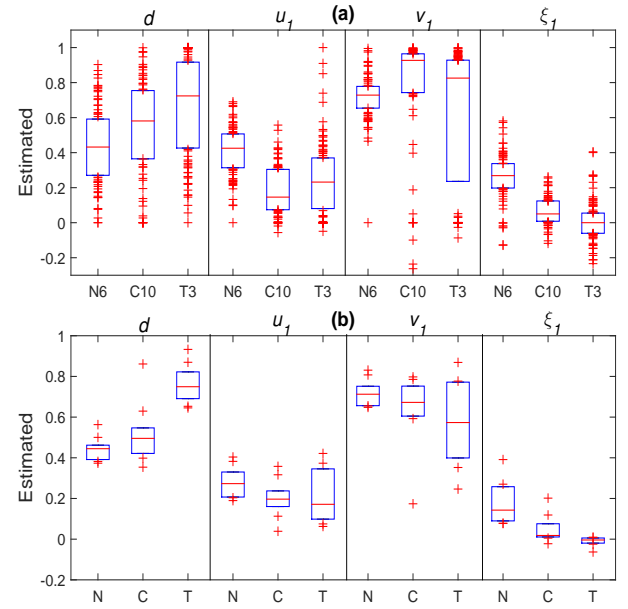 (a)
d u₁ v₁ ξ₁
1
0.8
0.6
0.4
0.2
0
-0.2
Estimated
N6 C10 T3 N6 C10 T3 N6 C10 T3 N6 C10 T3
(b)
d u₁ v₁ ξ₁
1
0.8
0.6
0.4
0.2
0
-0.2
Estimated
N C T N C T N C T N C T